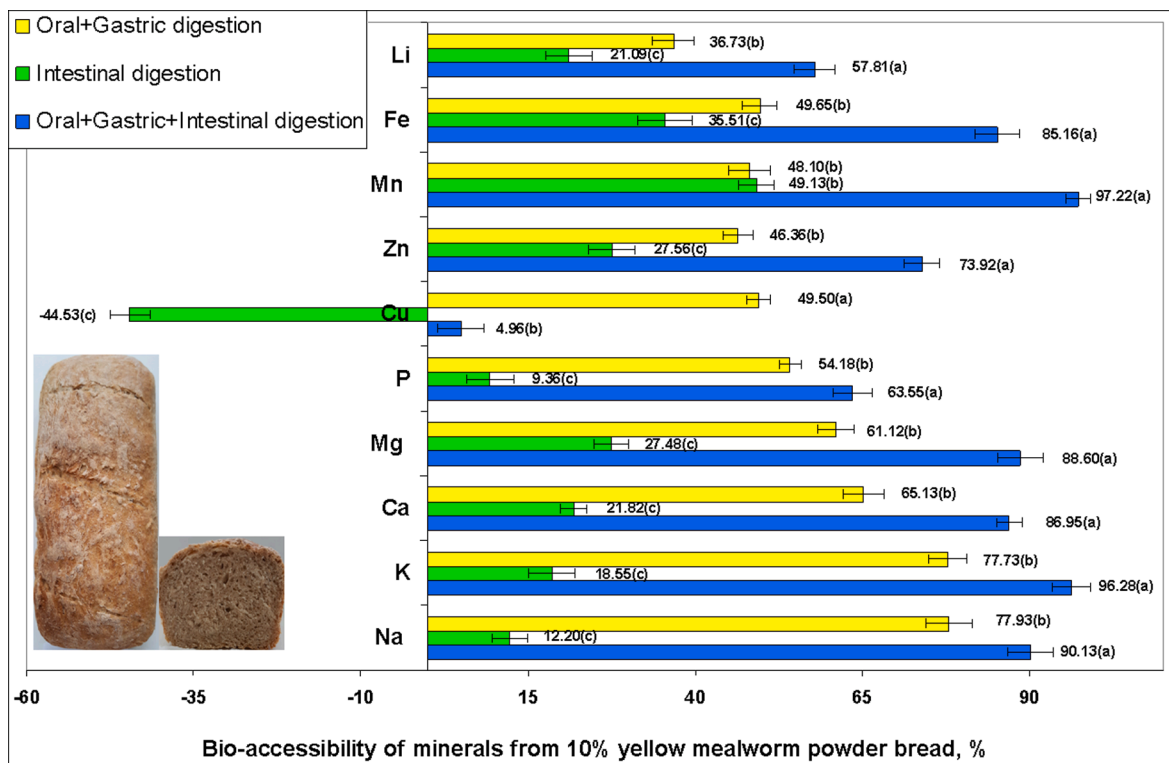 Oral+Gastric digestion
Intestinal digestion
Oral+Gastric+Intestinal digestion
Li
36.73(b)
21.09(c)
57.81(a)
Fe
49.65(b)
35.51(c)
85.16(a)
Mn
48.10(b)
49.13(b)
97.22(a)
Zn
46.36(b)
27.56(c)
73.92(a)
Cu
49.50(a)
-44.53(c)
4.96(b)
P
54.18(b)
9.36(c)
63.55(a)
Mg
61.12(b)
27.48(c)
88.60(a)
Ca
65.13(b)
21.82(c)
86.95(a)
K
77.73(b)
18.55(c)
96.28(a)
Na
77.93(b)
12.20(c)
90.13(a)
-60 -35 -10 15 40 65 90
Bio-accessibility of minerals from 10% yellow mealworm powder bread, %